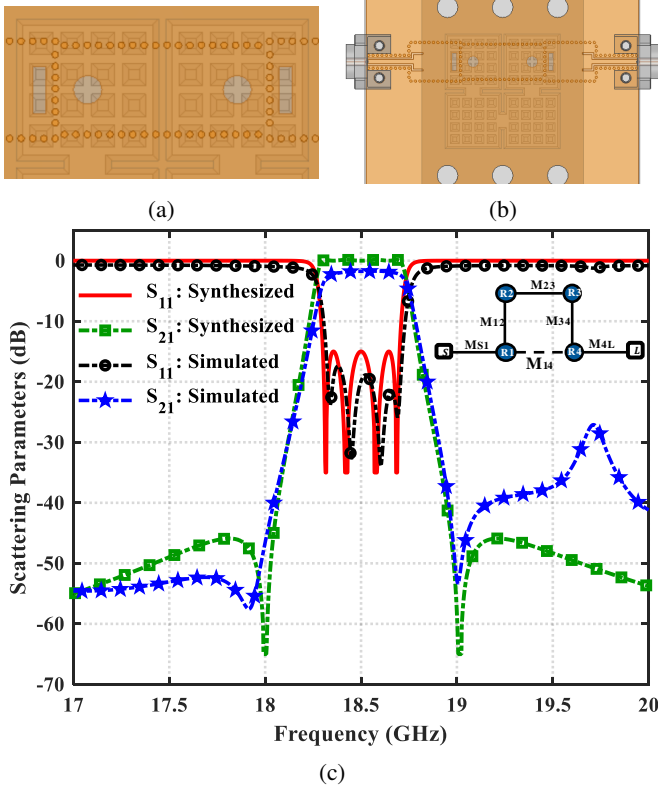 (a)
(b)
S11: Synthesized
S21: Synthesized
S11: Simulated
S21: Simulated
R2
M23
R3
M12
M34
S
MS1
R1
M14
R4
M4L
L
Scattering Parameters (dB)
0
-10
-20
-30
-40
-50
-60
-70
17
17.5
18
18.5
19
19.5
20
Frequency (GHz)
(c)